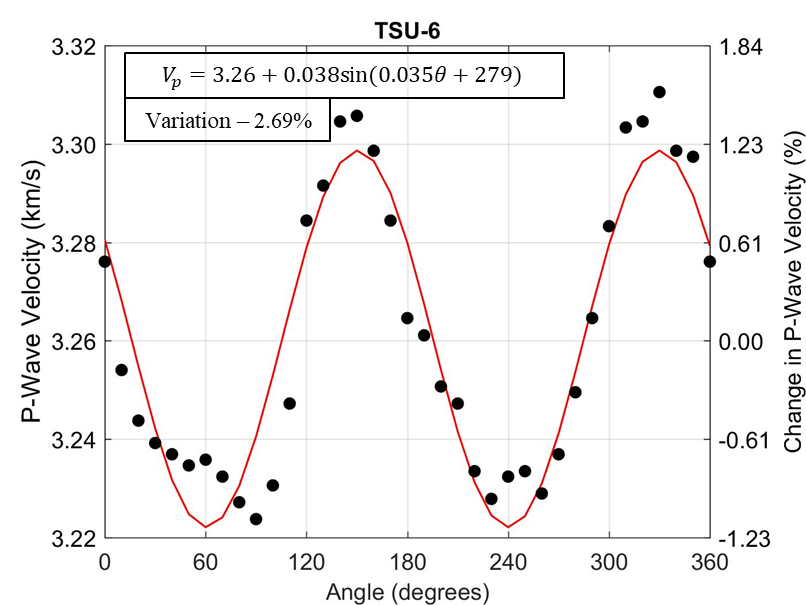 TSU-6
V_p = 3.26 + 0.038sin(0.035θ + 279)
Variation – 2.69%
P-Wave Velocity (km/s)
3.32
3.30
3.28
3.26
3.24
3.22
1.84
1.23
0.61
0.00
-0.61
-1.23
Change in P-Wave Velocity (%)
0 60 120 180 240 300 360
Angle (degrees)